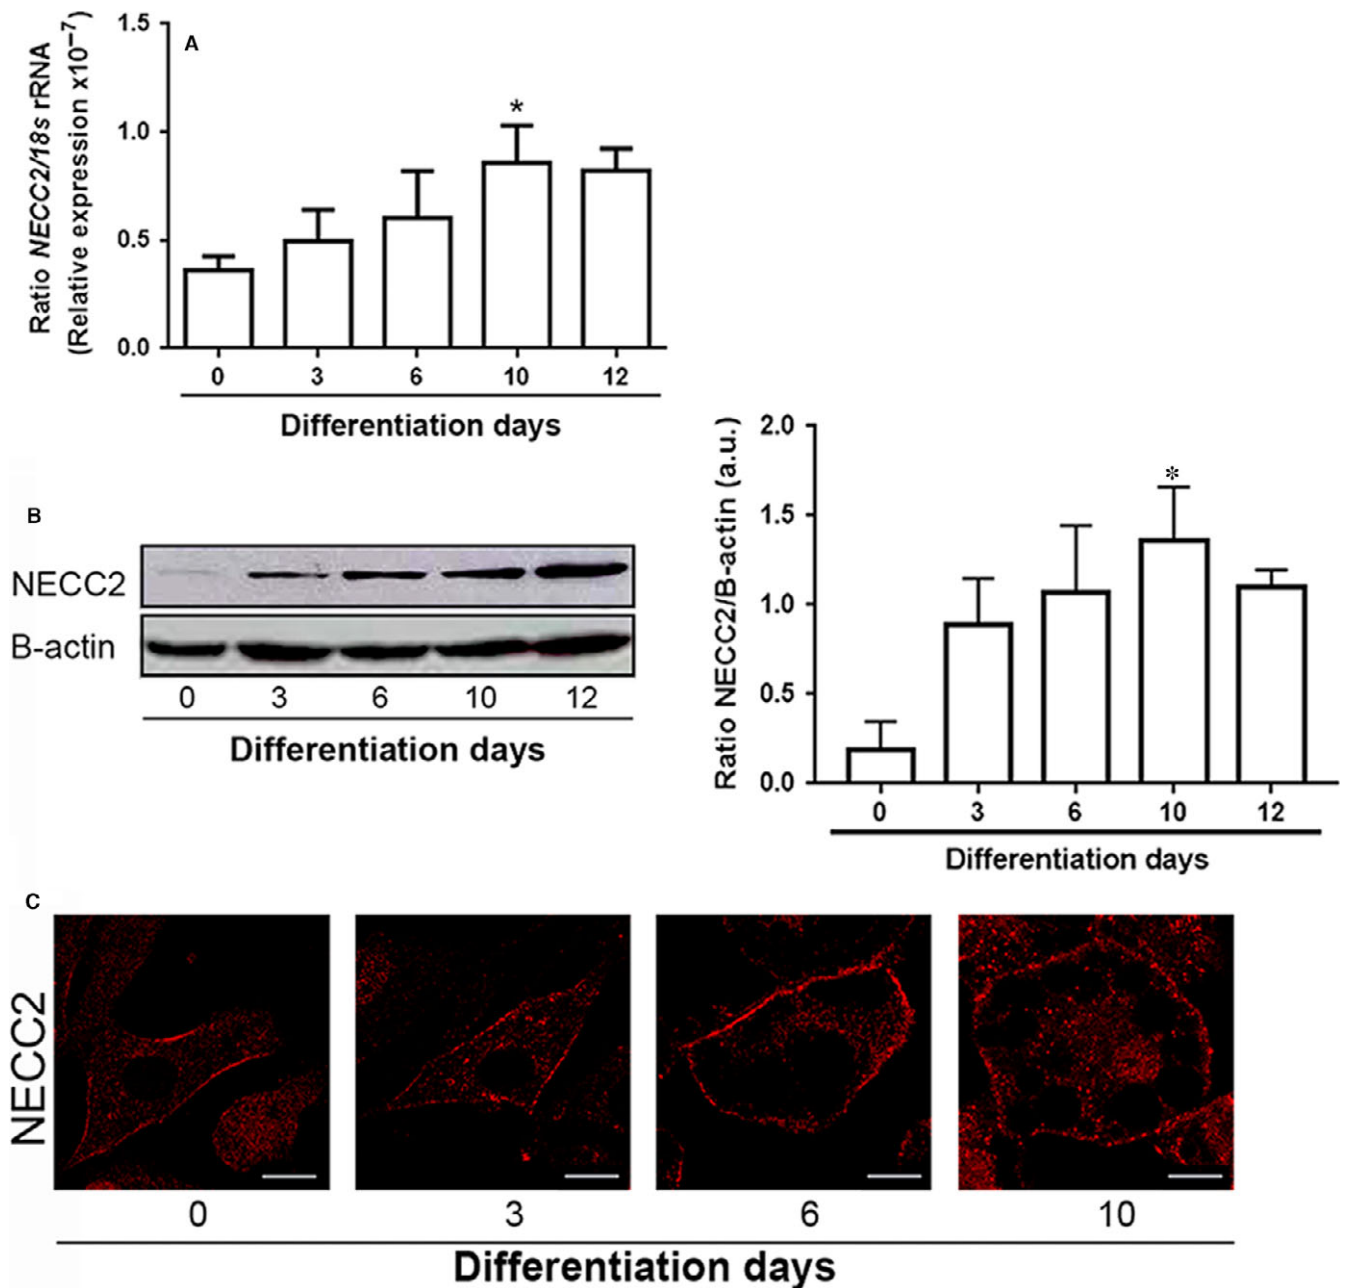 A
Ratio NECC2/18s rRNA
(Relative expression x10⁻⁷)
1.5
1.0
0.5
0.0
*
0 3 6 10 12
Differentiation days
B
NECC2
B-actin
0 3 6 10 12
Differentiation days
Ratio NECC2/B-actin (a.u.)
2.0
1.5
1.0
0.5
0.0
*
0 3 6 10 12
Differentiation days
C
NECC2
0 3 6 10
Differentiation days